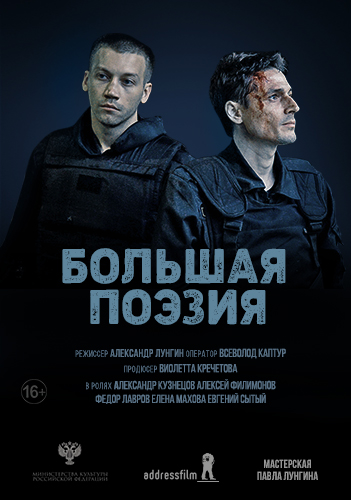 БОЛЬШАЯ
ПОЭЗИЯ
РЕЖИССЕР АЛЕКСАНДР ЛУНГИН ОПЕРАТОР ВСЕВОЛОД КАПТУР
ПРОДЮСЕР ВИОЛЕТТА КРЕЧЕТОВА
В РОЛЯХ АЛЕКСАНДР КУЗНЕЦОВ АЛЕКСЕЙ ФИЛИМОНОВ
ФЕДОР ЛАВРОВ ЕЛЕНА МАХОВА ЕВГЕНИЙ СЫТЫЙ
16+
МИНИСТЕРСТВО КУЛЬТУРЫ
РОССИЙСКОЙ ФЕДЕРАЦИИ
addressfilm
МАСТЕРСКАЯ
ПАВЛА ЛУНГИНА